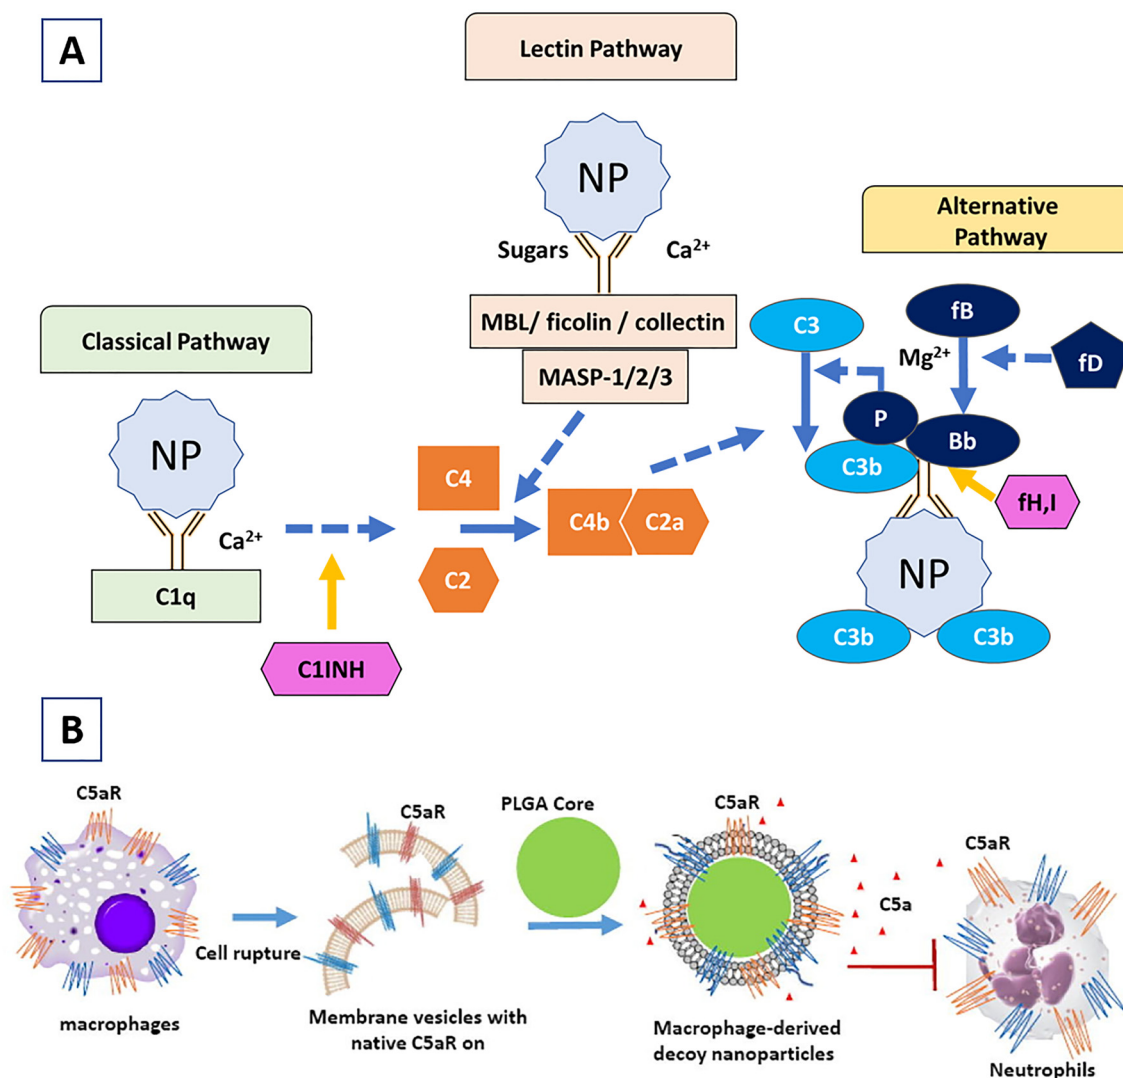 A
Lectin Pathway
NP
Sugars
Ca²⁺
MBL/ ficolin / collectin
MASP-1/2/3
Alternative
Pathway
C3
fB
Mg²⁺
fD
P
Bb
C3b
fH,I
NP
C3b
C3b
Classical Pathway
NP
Ca²⁺
C1q
C1INH
C4
C2
C4b
C2a
B
C5aR
macrophages
Cell rupture
C5aR
Membrane vesicles with
native C5aR on
PLGA Core
C5aR
Macrophage-derived
decoy nanoparticles
C5a
C5aR
Neutrophils